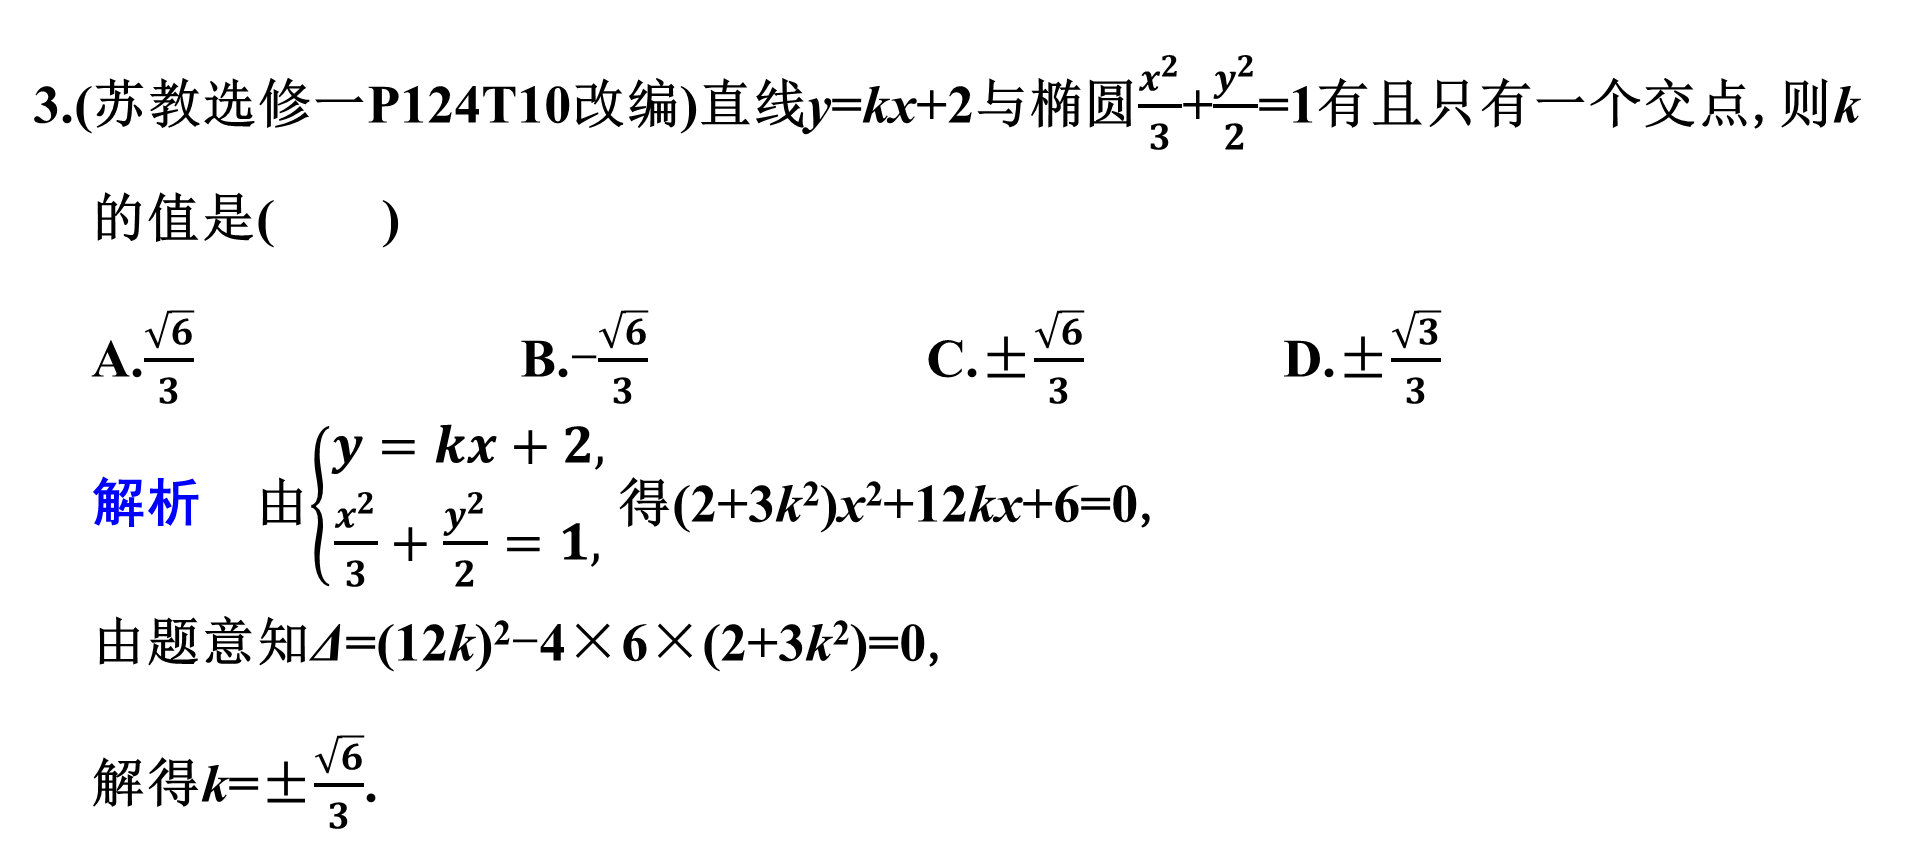 3.(苏教选修一P124T10改编)直线y=kx+2与椭圆x²/3+y²/2=1有且只有一个交点,则k
的值是(  )
A.√6/3 B.−√6/3 C.±√6/3 D.±√3/3
解析 由{y = kx + 2, x²/3 + y²/2 = 1, 得(2+3k²)x²+12kx+6=0,
由题意知Δ=(12k)²−4×6×(2+3k²)=0,
解得k=±√6/3.